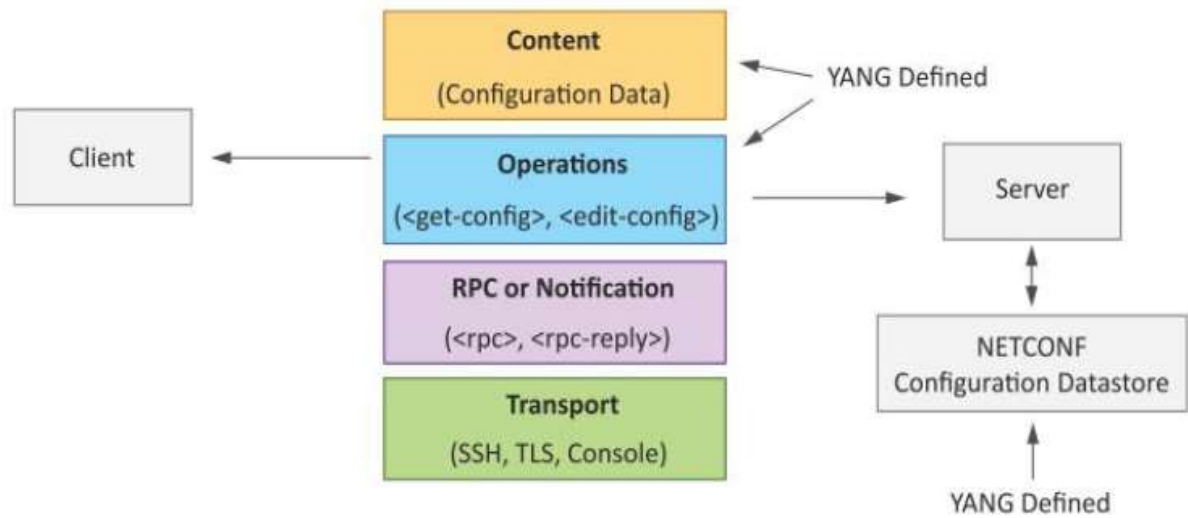 Content
(Configuration Data)
YANG Defined
Client
Operations
(<get-config>, <edit-config>)
Server
RPC or Notification
(<rpc>, <rpc-reply>)
NETCONF
Configuration Datastore
Transport
(SSH, TLS, Console)
YANG Defined